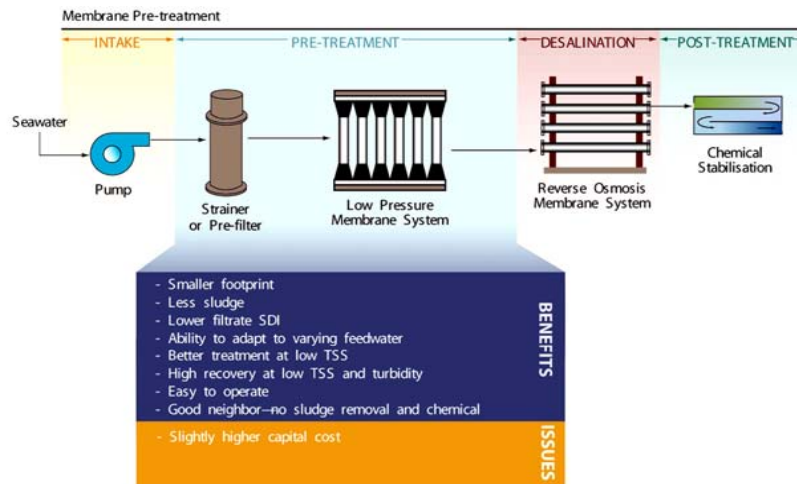 Membrane Pre-treatment
INTAKE
PRE-TREATMENT
DESALINATION
POST-TREATMENT
Seawater
Pump
Strainer
or Pre-filter
Low Pressure
Membrane System
Reverse Osmosis
Membrane System
Chemical
Stabilisation
- Smaller footprint
- Less sludge
- Lower filtrate SDI
- Ability to adapt to varying feedwater
- Better treatment at low TSS
- High recovery at low TSS and turbidity
- Easy to operate
- Good neighbor—no sludge removal and chemical
BENEFITS
- Slightly higher capital cost
ISSUES